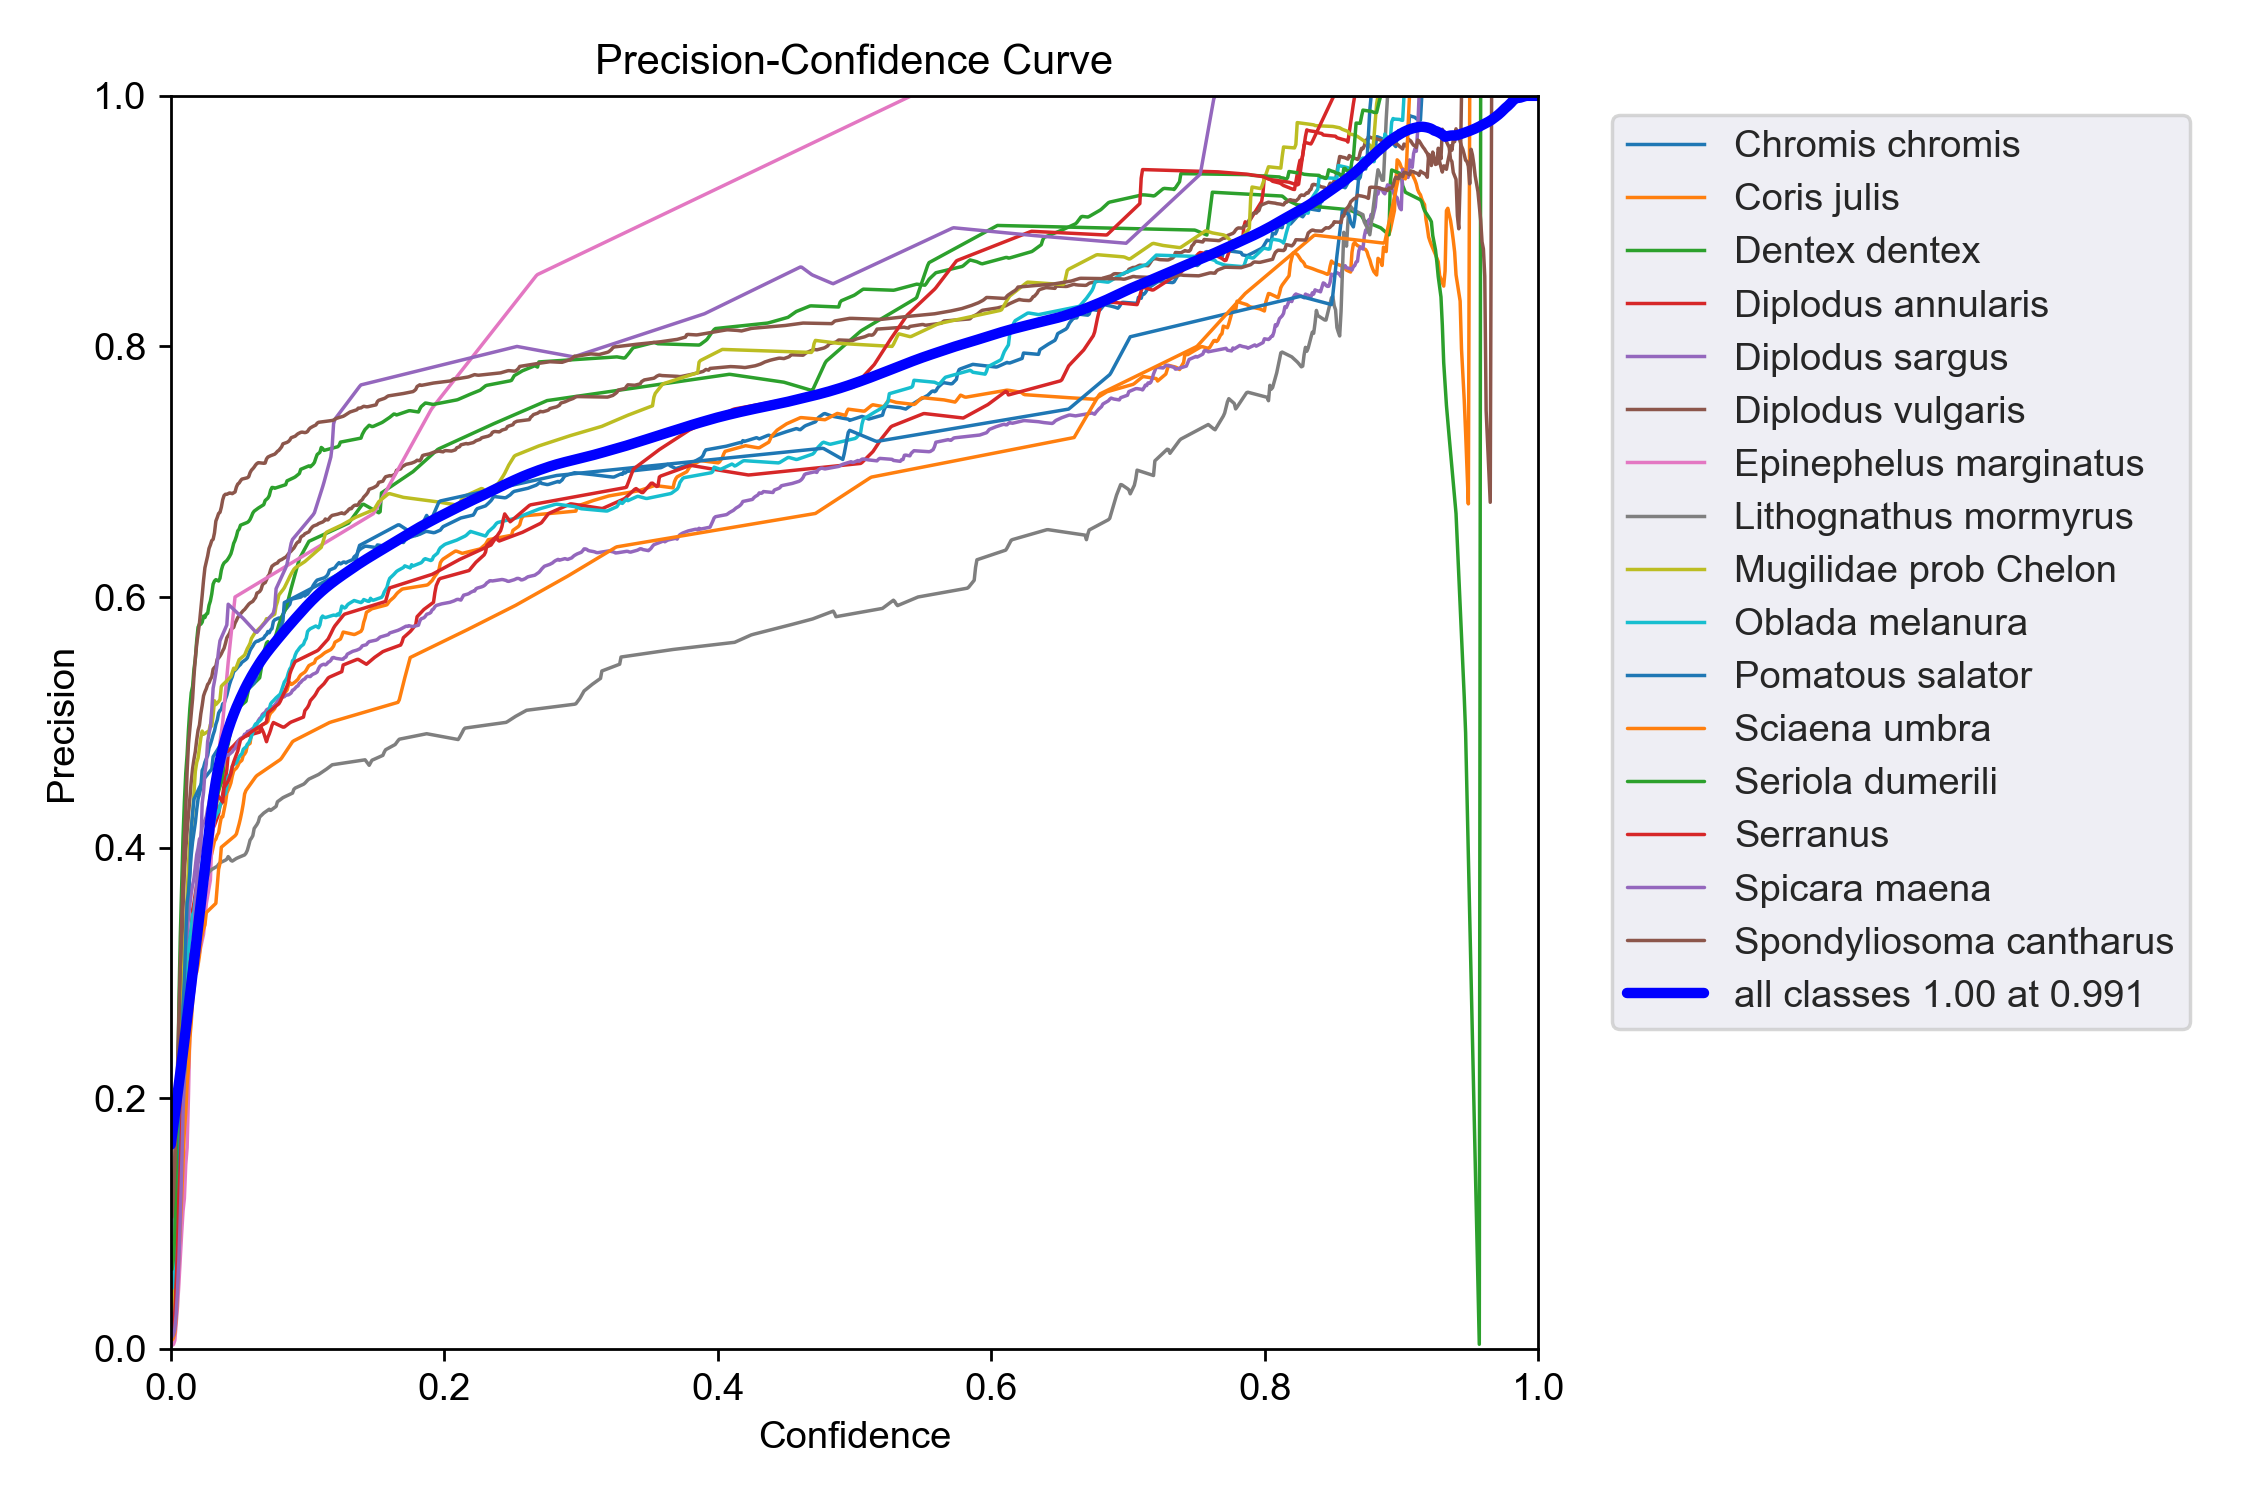 Precision-Confidence Curve
1.0
0.8
0.6
0.4
0.2
0.0
Precision
0.0 0.2 0.4 0.6 0.8 1.0
Confidence
Chromis chromis
Coris julis
Dentex dentex
Diplodus annularis
Diplodus sargus
Diplodus vulgaris
Epinephelus marginatus
Lithognathus mormyrus
Mugilidae prob Chelon
Oblada melanura
Pomatous salator
Sciaena umbra
Seriola dumerili
Serranus
Spicara maena
Spondyliosoma cantharus
all classes 1.00 at 0.991